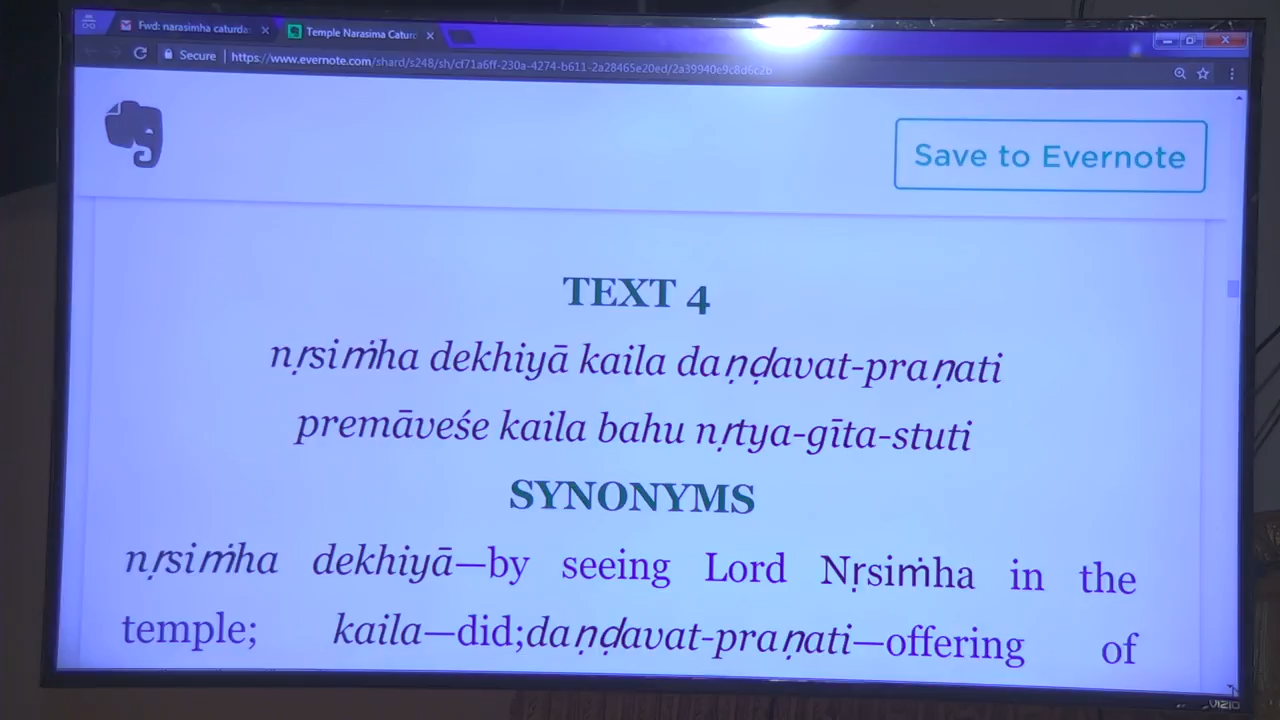 Fwd: narasimha caturda
Temple Narasima Caturd
Secure https://www.evernote.com/shard/s248/sh/cf71a6ff-230a-4274-b611-2a28465e20ed/2a39940e9c8d6c2b
Save to Evernote
TEXT 4
nṛsiṁha dekhiyā kaila daṇḍavat-praṇati
premāveśe kaila bahu nṛtya-gīta-stuti
SYNONYMS
nṛsiṁha dekhiyā—by seeing Lord Nṛsiṁha in the
temple; kaila—did;daṇḍavat-praṇati—offering of
VIZIO